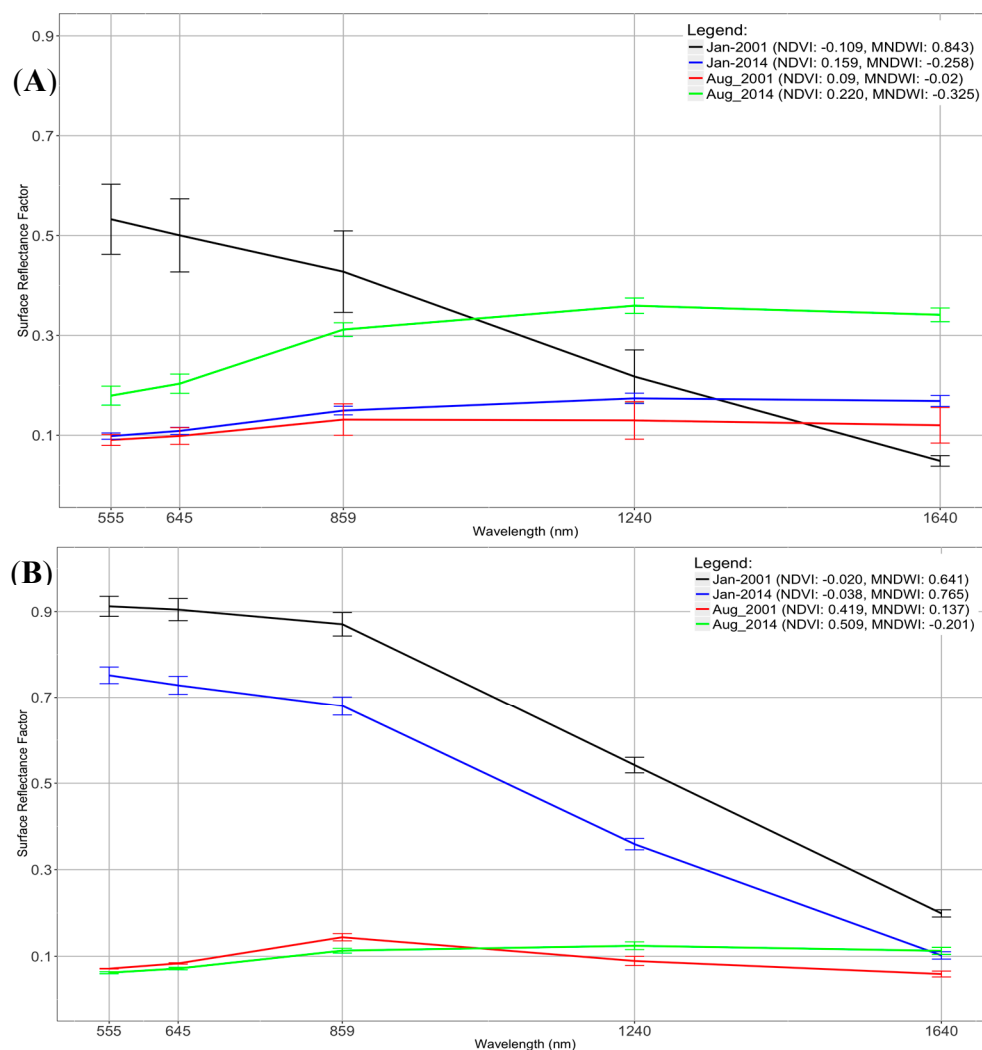 (A)
Surface Reflectance Factor
0.9
0.7
0.5
0.3
0.1
Legend:
Jan-2001 (NDVI: -0.109, MNDWI: 0.843)
Jan-2014 (NDVI: 0.159, MNDWI: -0.258)
Aug_2001 (NDVI: 0.09, MNDWI: -0.02)
Aug_2014 (NDVI: 0.220, MNDWI: -0.325)
555 645 859 1240 1640
Wavelength (nm)
(B)
Surface Reflectance Factor
0.9
0.7
0.5
0.3
0.1
Legend:
Jan-2001 (NDVI: -0.020, MNDWI: 0.641)
Jan-2014 (NDVI: -0.038, MNDWI: 0.765)
Aug_2001 (NDVI: 0.419, MNDWI: 0.137)
Aug_2014 (NDVI: 0.509, MNDWI: -0.201)
555 645 859 1240 1640
Wavelength (nm)